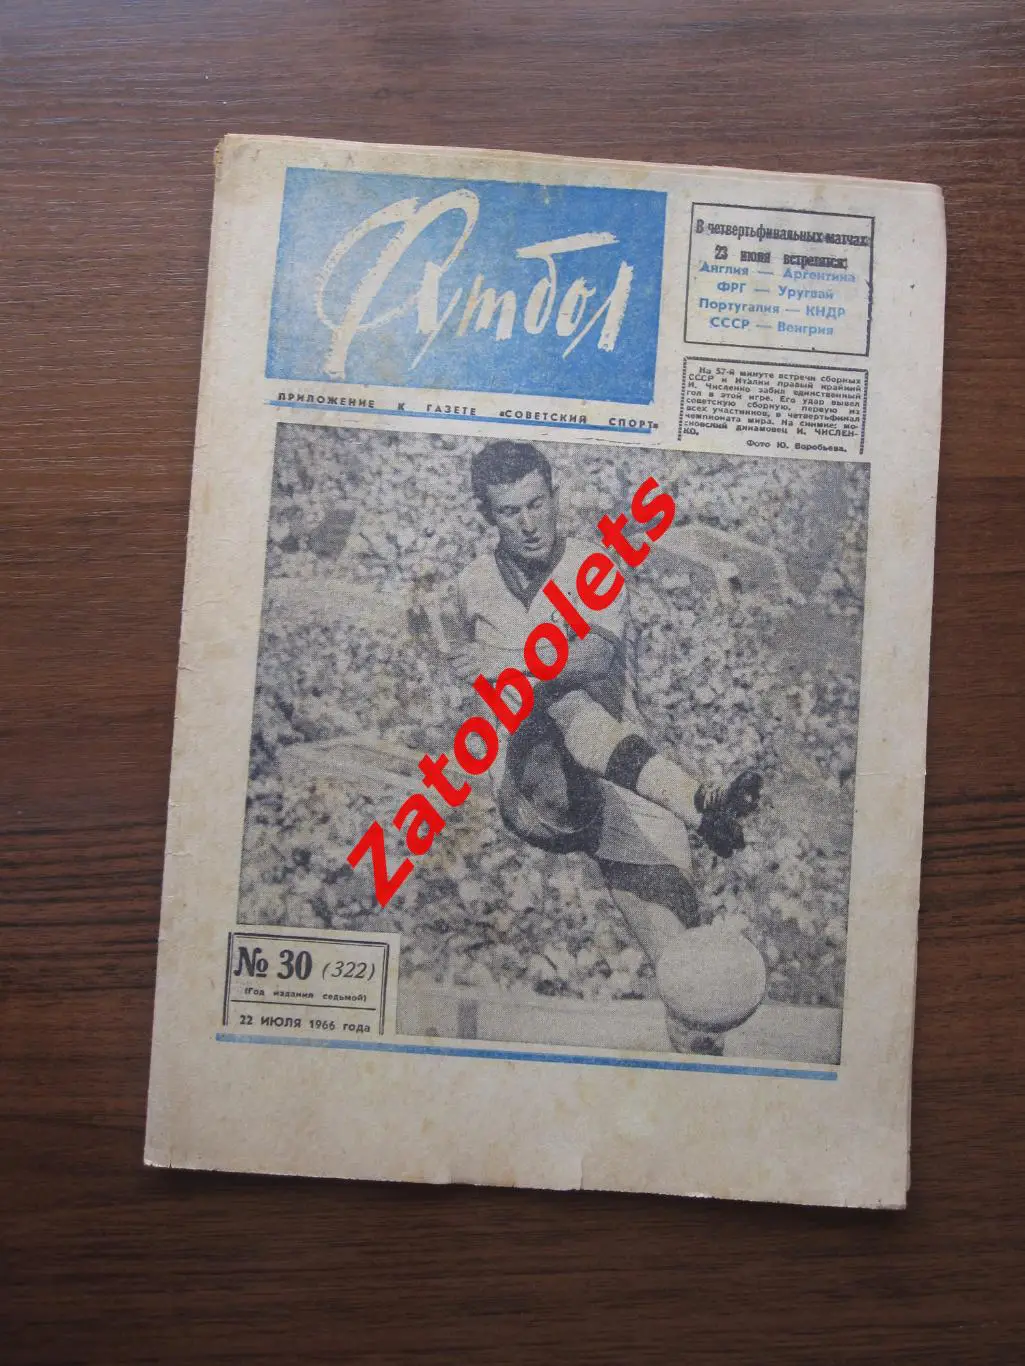 Футбол
ПРИЛОЖЕНИЕ К ГАЗЕТЕ «СОВЕТСКИЙ СПОРТ»
В четвертьфинальных матчах
23 июля встретятся:
Англия — Аргентина
ФРГ — Уругвай
Португалия — КНДР
СССР — Венгрия
На 57-й минуте встречи сборных
СССР и Италии правый крайний
И. Численко забил единственный
гол в этой игре. Его удар вывел
советскую сборную, первую из
всех участников, в четвертьфинал
чемпионата мира. На снимке: мо-
сковский динамовец И. ЧИСЛЕН-
КО.
Фото Ю. Воробьева.
Zatobolets
№ 30 (322)
(Год издания седьмой)
22 ИЮЛЯ 1966 года